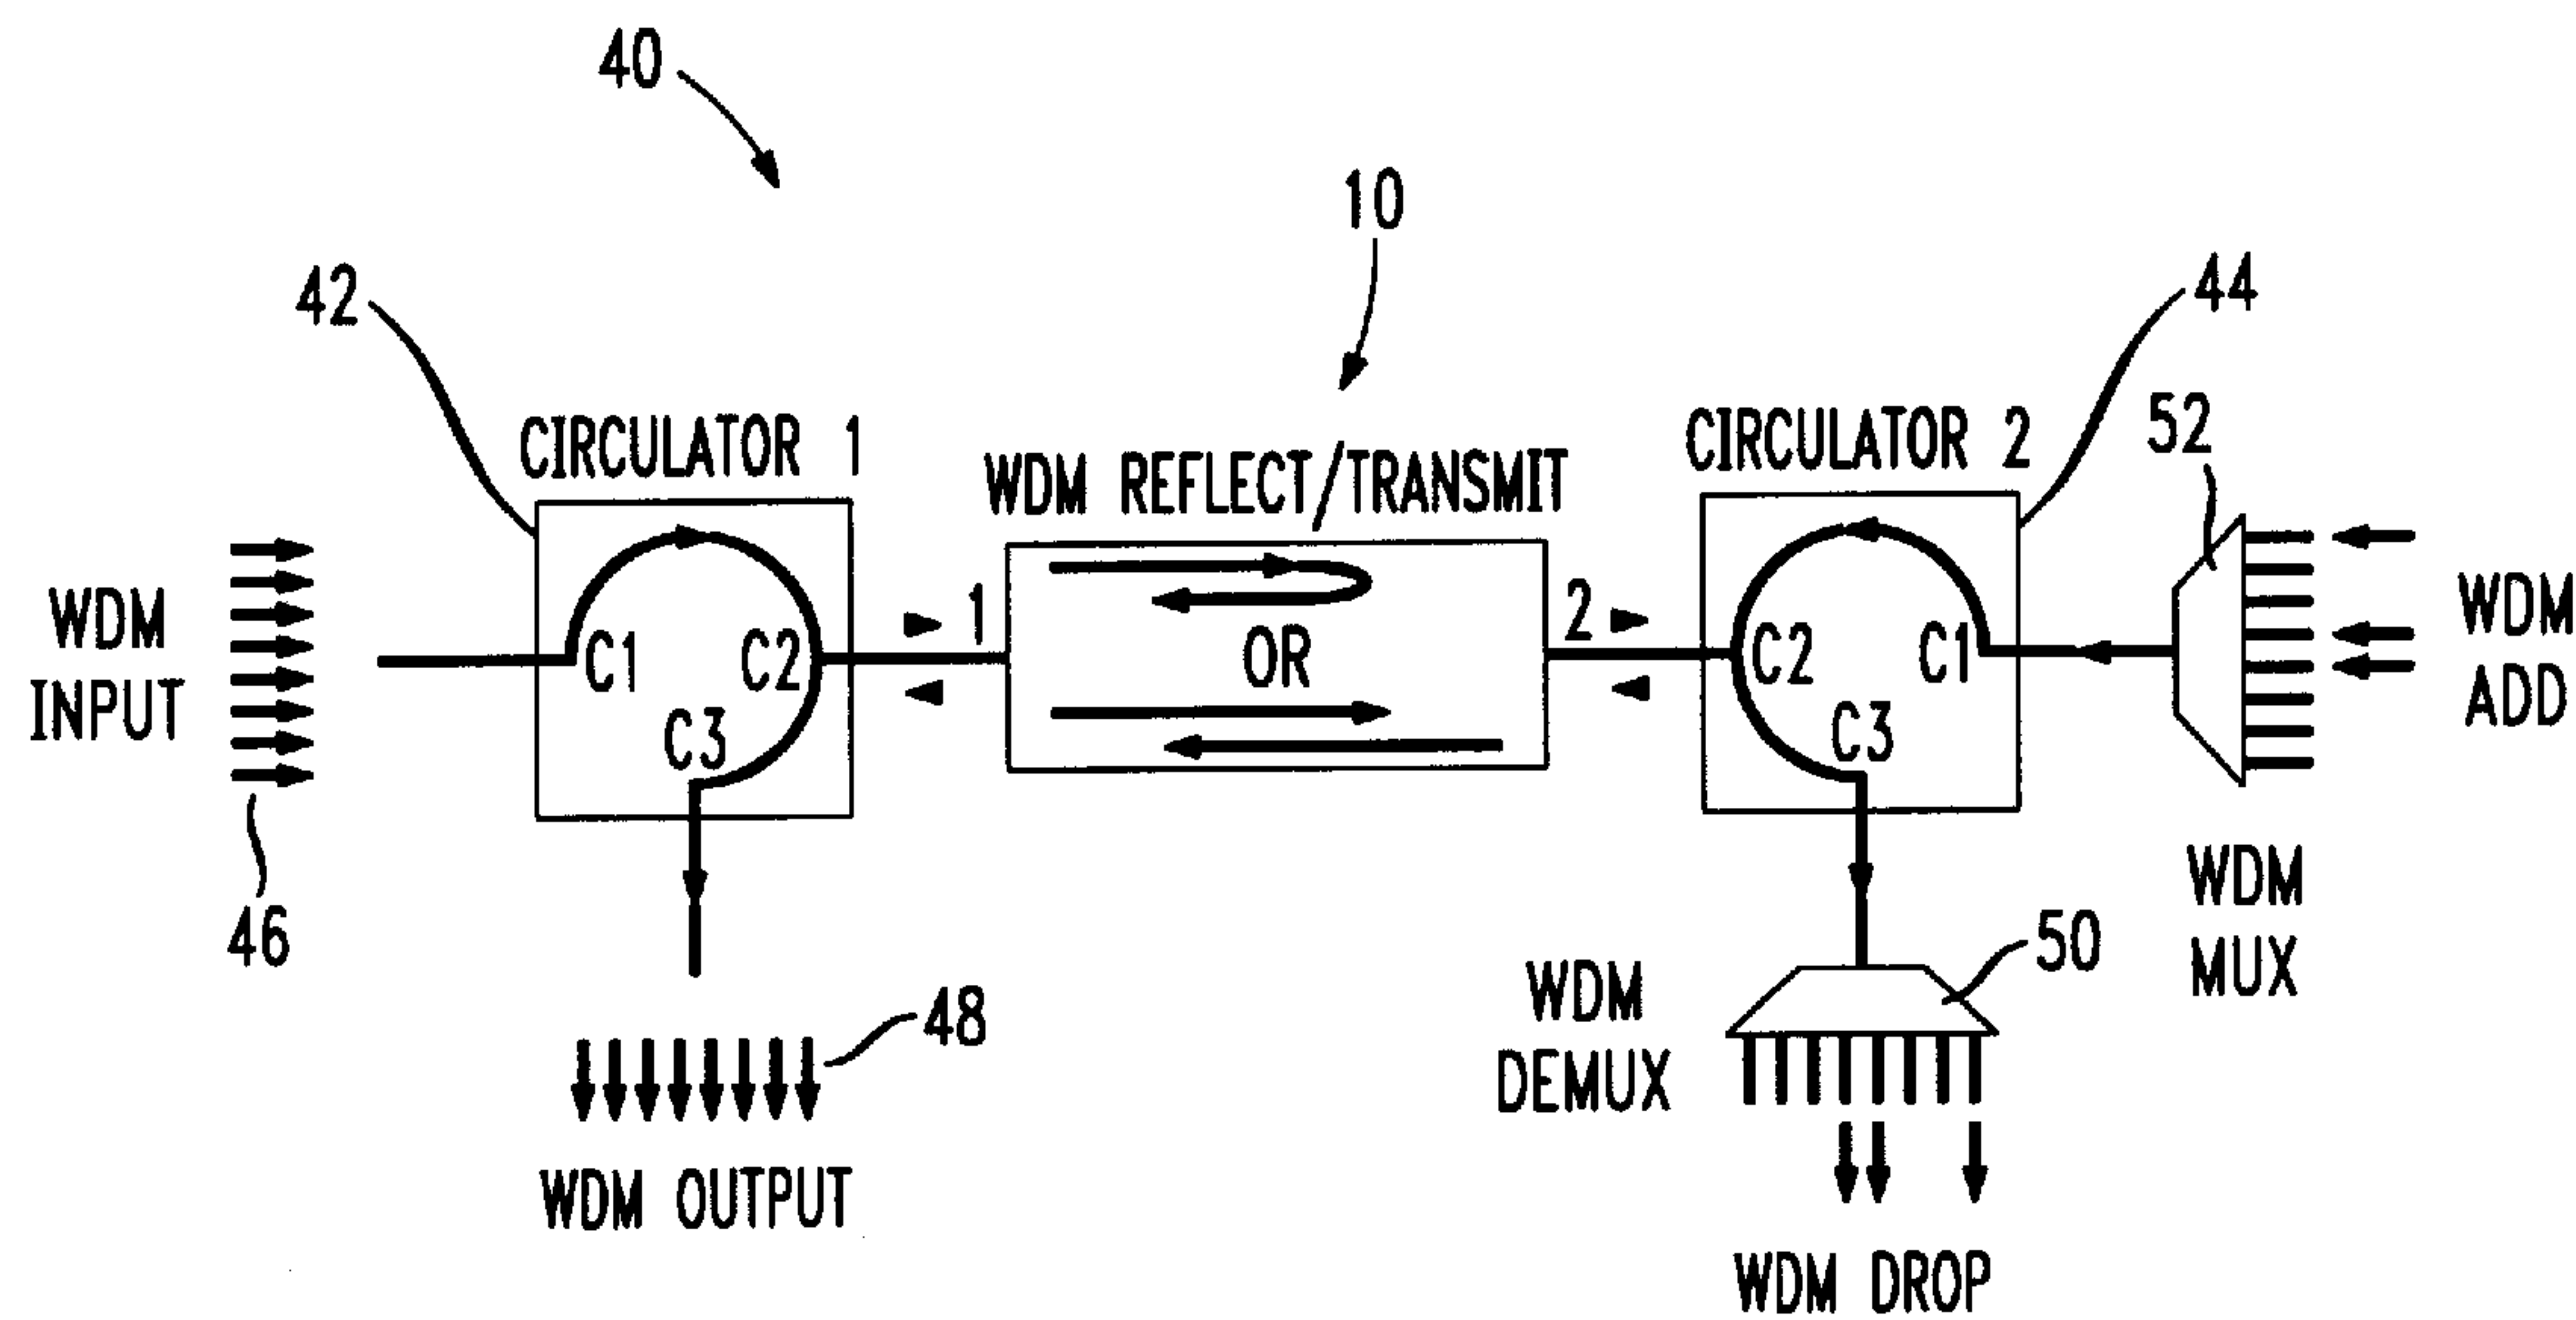 40
10
42
44
CIRCULATOR 1
WDM REFLECT/TRANSMIT
CIRCULATOR 2
52
WDM
INPUT
C1
C2
C3
1
OR
2
C2
C1
C3
WDM
ADD
46
48
WDM OUTPUT
WDM
DEMUX
50
WDM
MUX
WDM DROP